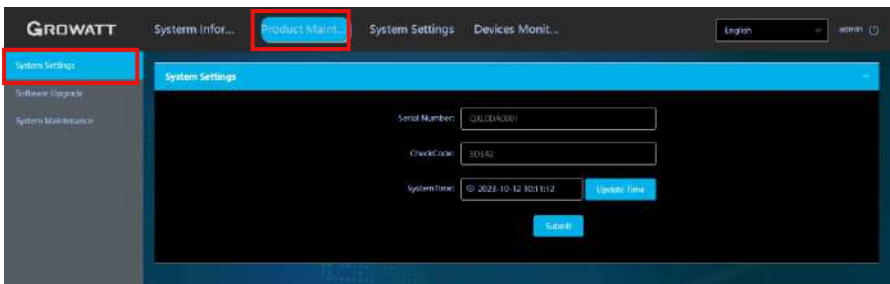 GROWATT
Systerm Infor...
Product Maint...
System Settings
Devices Monit...
English
admin
System Settings
Software Upgrade
System Maintenance
System Settings
Serial Number:
CheckCode:
SystemTime: 2023-10-12 10:11:12 Update Time
Submit